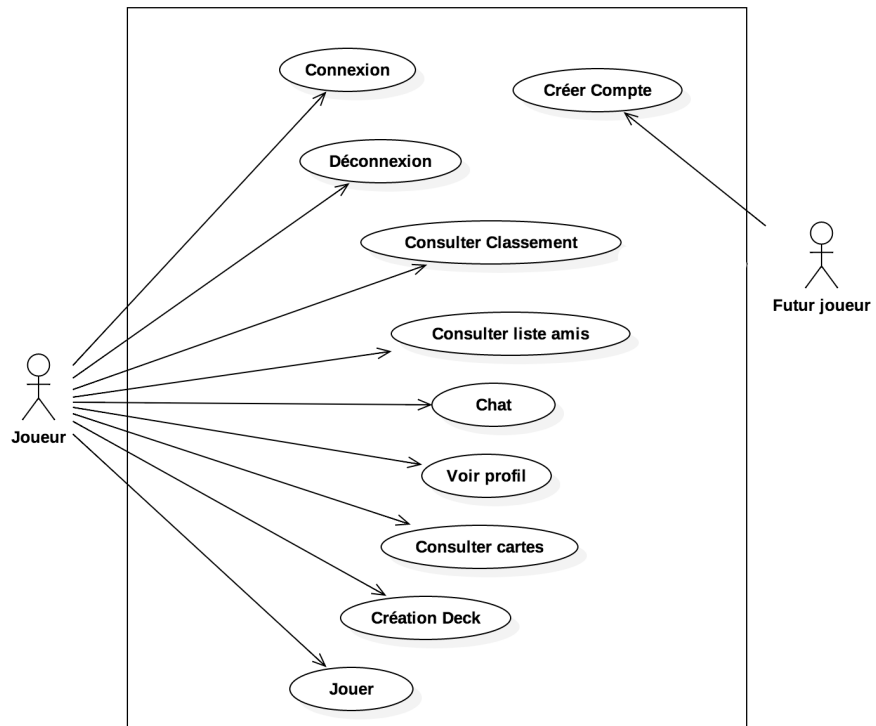 Connexion
Créer Compte
Déconnexion
Consulter Classement
Futur joueur
Consulter liste amis
Chat
Joueur
Voir profil
Consulter cartes
Création Deck
Jouer